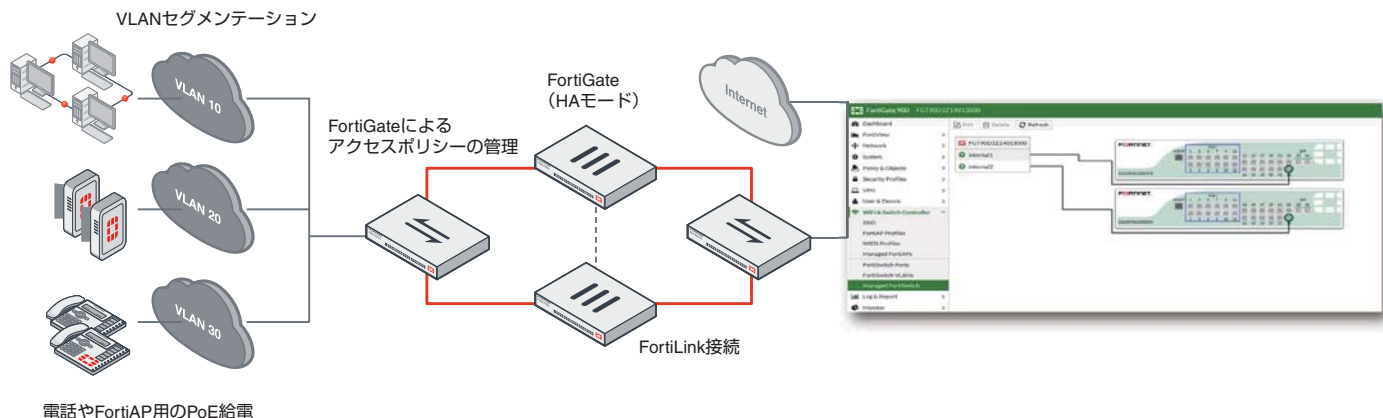 VLANセグメンテーション
VLAN 10
VLAN 20
VLAN 30
電話やFortiAP用のPoE給電
FortiGateによる
アクセスポリシーの管理
FortiGate
(HAモード)
FortiLink接続
Internet
FortiGate 90D
Dashboard
FortiView
Network
System
Policy & Objects
Security Profiles
VPN
User & Device
WiFi & Switch Controller
SSID
FortiAP Profiles
WIDS Profiles
Managed FortiAPs
FortiSwitch Ports
FortiSwitch VLANs
Managed FortiSwitch
Log & Report
Monitor
Edit
Delete
Refresh
internal1
internal2
FORTINET
FORTINET